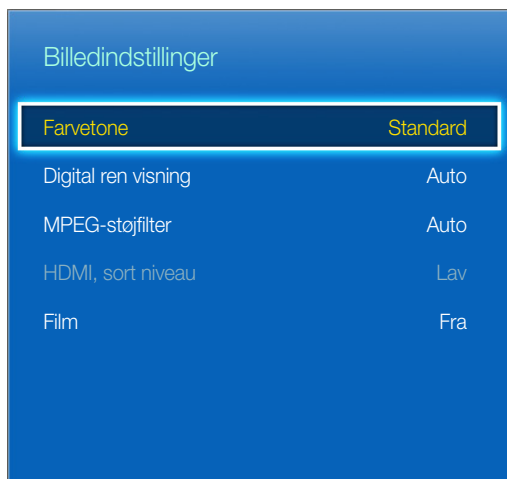 Billedindstillinger
Farvetone Standard
Digital ren visning Auto
MPEG-støjfilter Auto
HDMI, sort niveau Lav
Film Fra